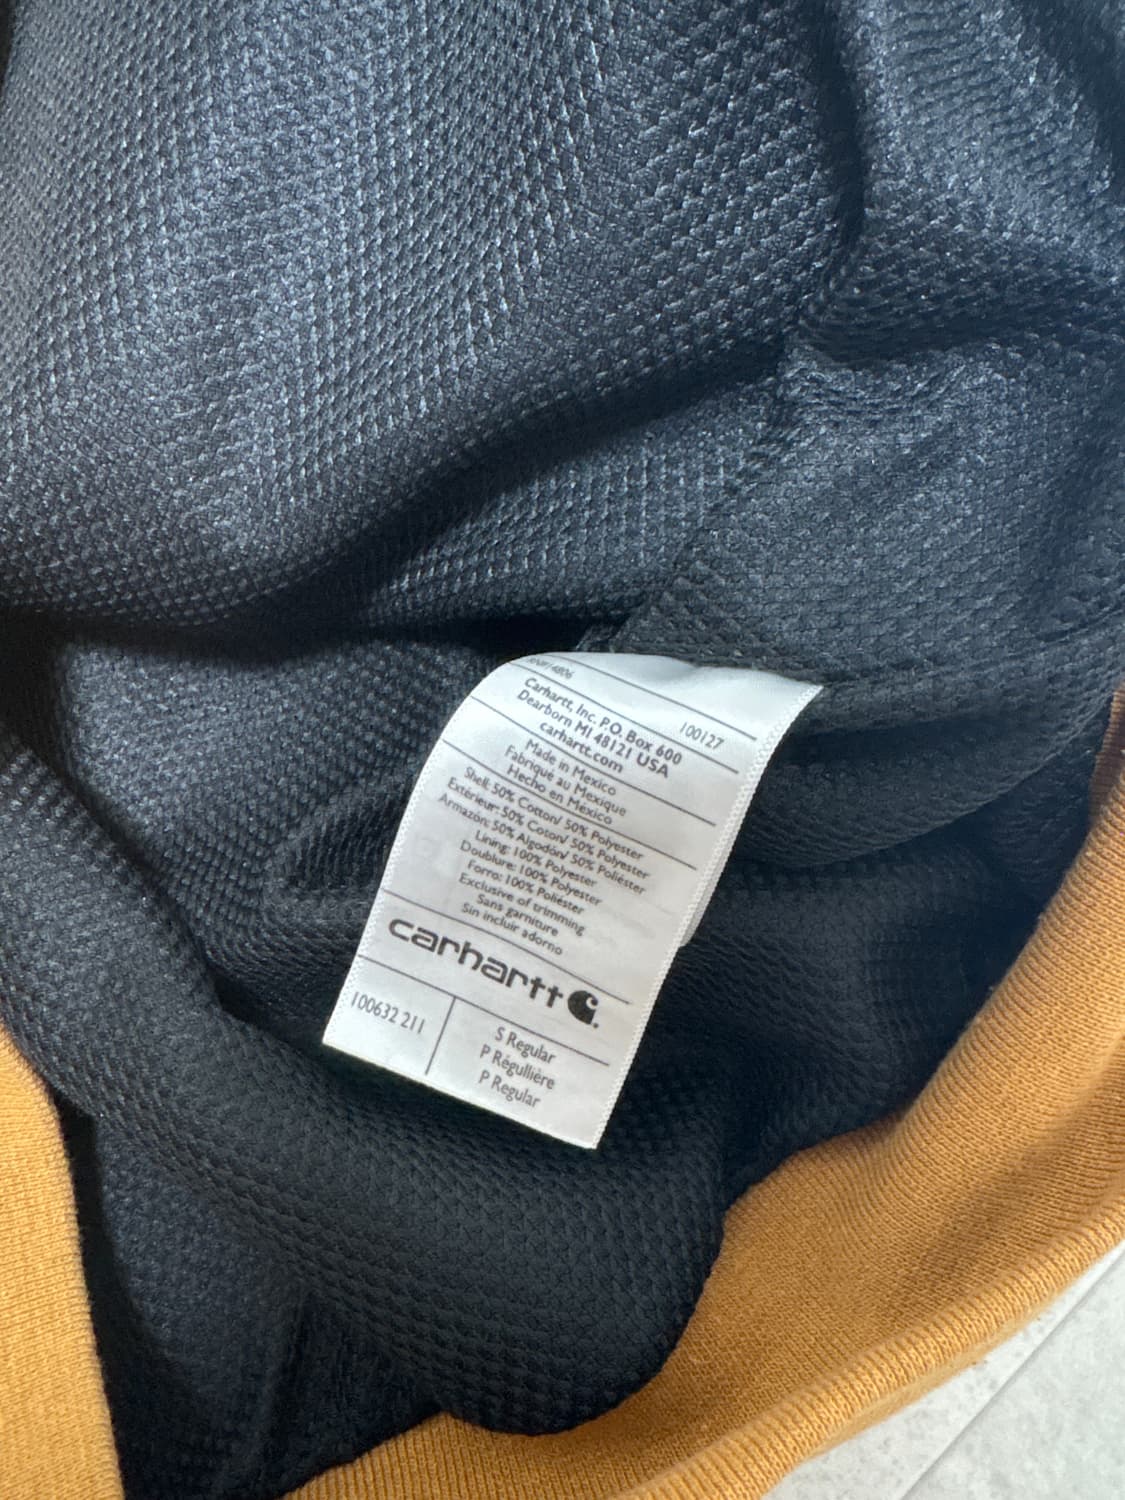 RN# 14806
100127
Carhartt, Inc. P.O. Box 600
Dearborn MI 48121 USA
carhartt.com
Made in Mexico
Fabriqué au Mexique
Hecho en México
Shell: 50% Cotton/ 50% Polyester
Extérieur: 50% Coton/ 50% Polyester
Armazón: 50% Algodón/ 50% Poliéster
Lining: 100% Polyester
Doublure: 100% Polyester
Forro: 100% Poliéster
Exclusive of trimming
Sans garniture
Sin incluir adorno
carhartt
100632 211
S Regular
P Régullière
P Regular